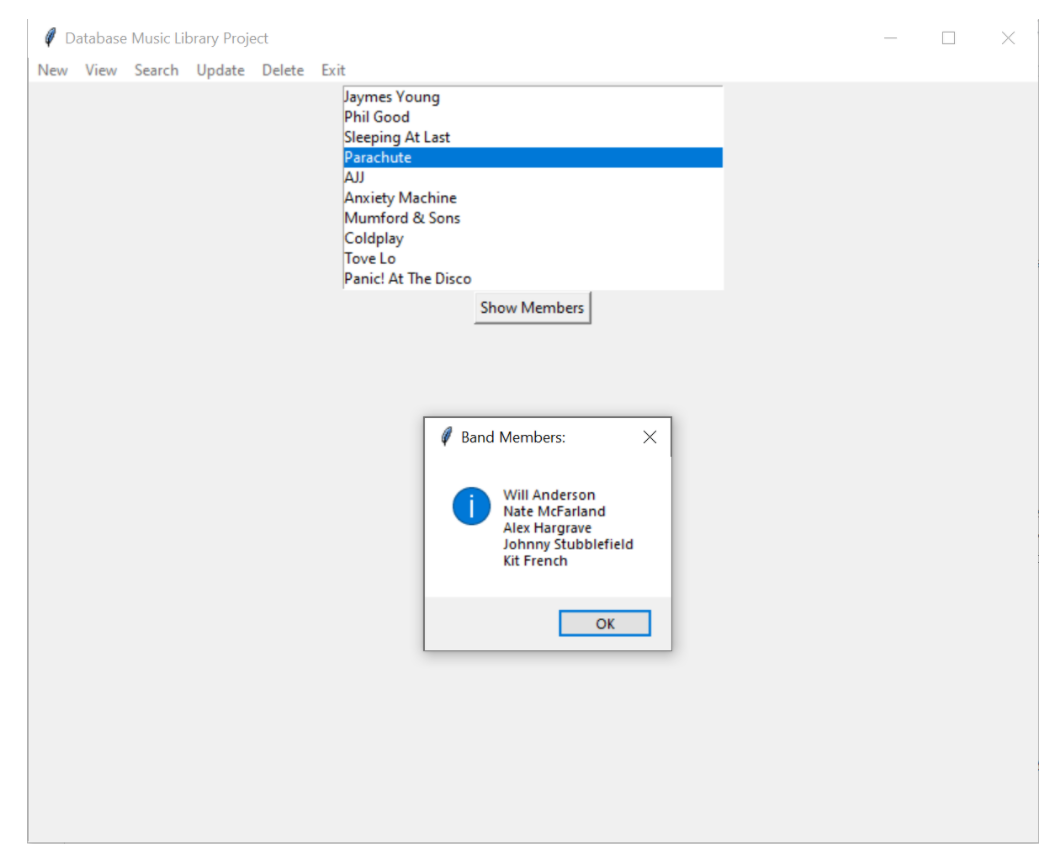 Database Music Library Project
New View Search Update Delete Exit
Jaymes Young
Phil Good
Sleeping At Last
Parachute
AJJ
Anxiety Machine
Mumford & Sons
Coldplay
Tove Lo
Panic! At The Disco
Show Members
Band Members:
Will Anderson
Nate McFarland
Alex Hargrave
Johnny Stubblefield
Kit French
OK